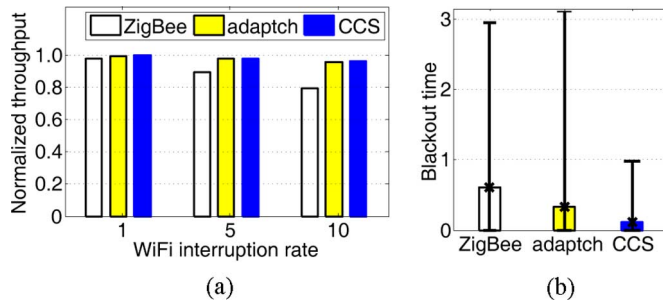 ZigBee adaptch CCS
Normalized throughput
1.0
0.8
0.6
0.4
0.2
0
1 5 10
WiFi interruption rate
(a)
Blackout time
3
2
1
0
ZigBee adaptch CCS
(b)